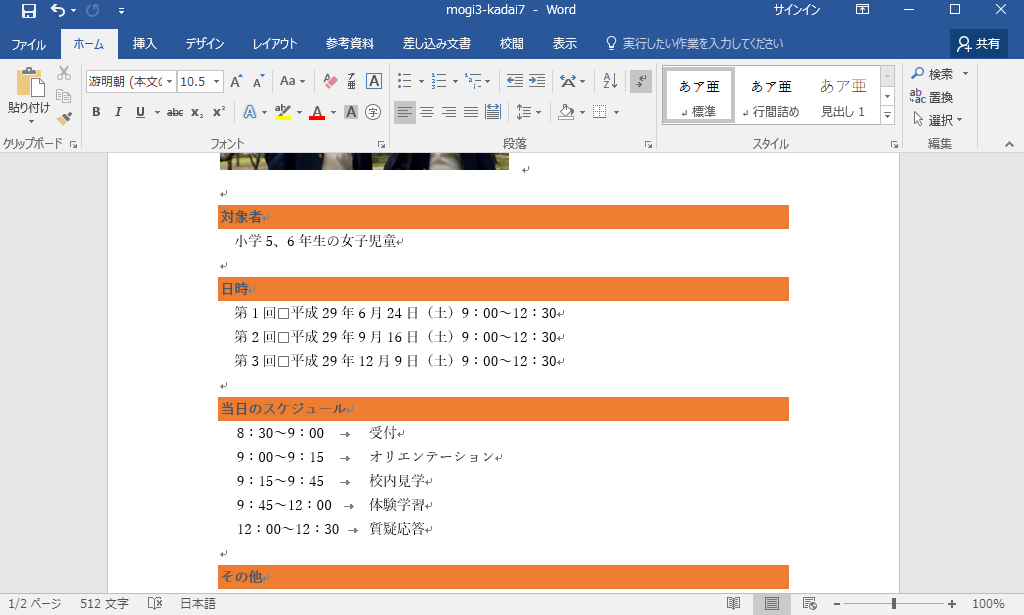 mogi3-kadai7 - Word
サインイン
ファイル ホーム 挿入 デザイン レイアウト 参考資料 差し込み文書 校閲 表示 実行したい作業を入力してください 共有
貼り付け
クリップボード
游明朝 (本文の 10.5
フォント
段落
あア亜 あア亜 あア亜
標準 行間詰め 見出し 1
スタイル
検索
置換
選択
編集
対象者
小学 5、6 年生の女子児童
日時
第 1 回□平成 29 年 6 月 24 日（土）9：00～12：30
第 2 回□平成 29 年 9 月 16 日（土）9：00～12：30
第 3 回□平成 29 年 12 月 9 日（土）9：00～12：30
当日のスケジュール
8：30～9：00 → 受付
9：00～9：15 → オリエンテーション
9：15～9：45 → 校内見学
9：45～12：00 → 体験学習
12：00～12：30 → 質疑応答
その他
1/2 ページ 512 文字 日本語 100%